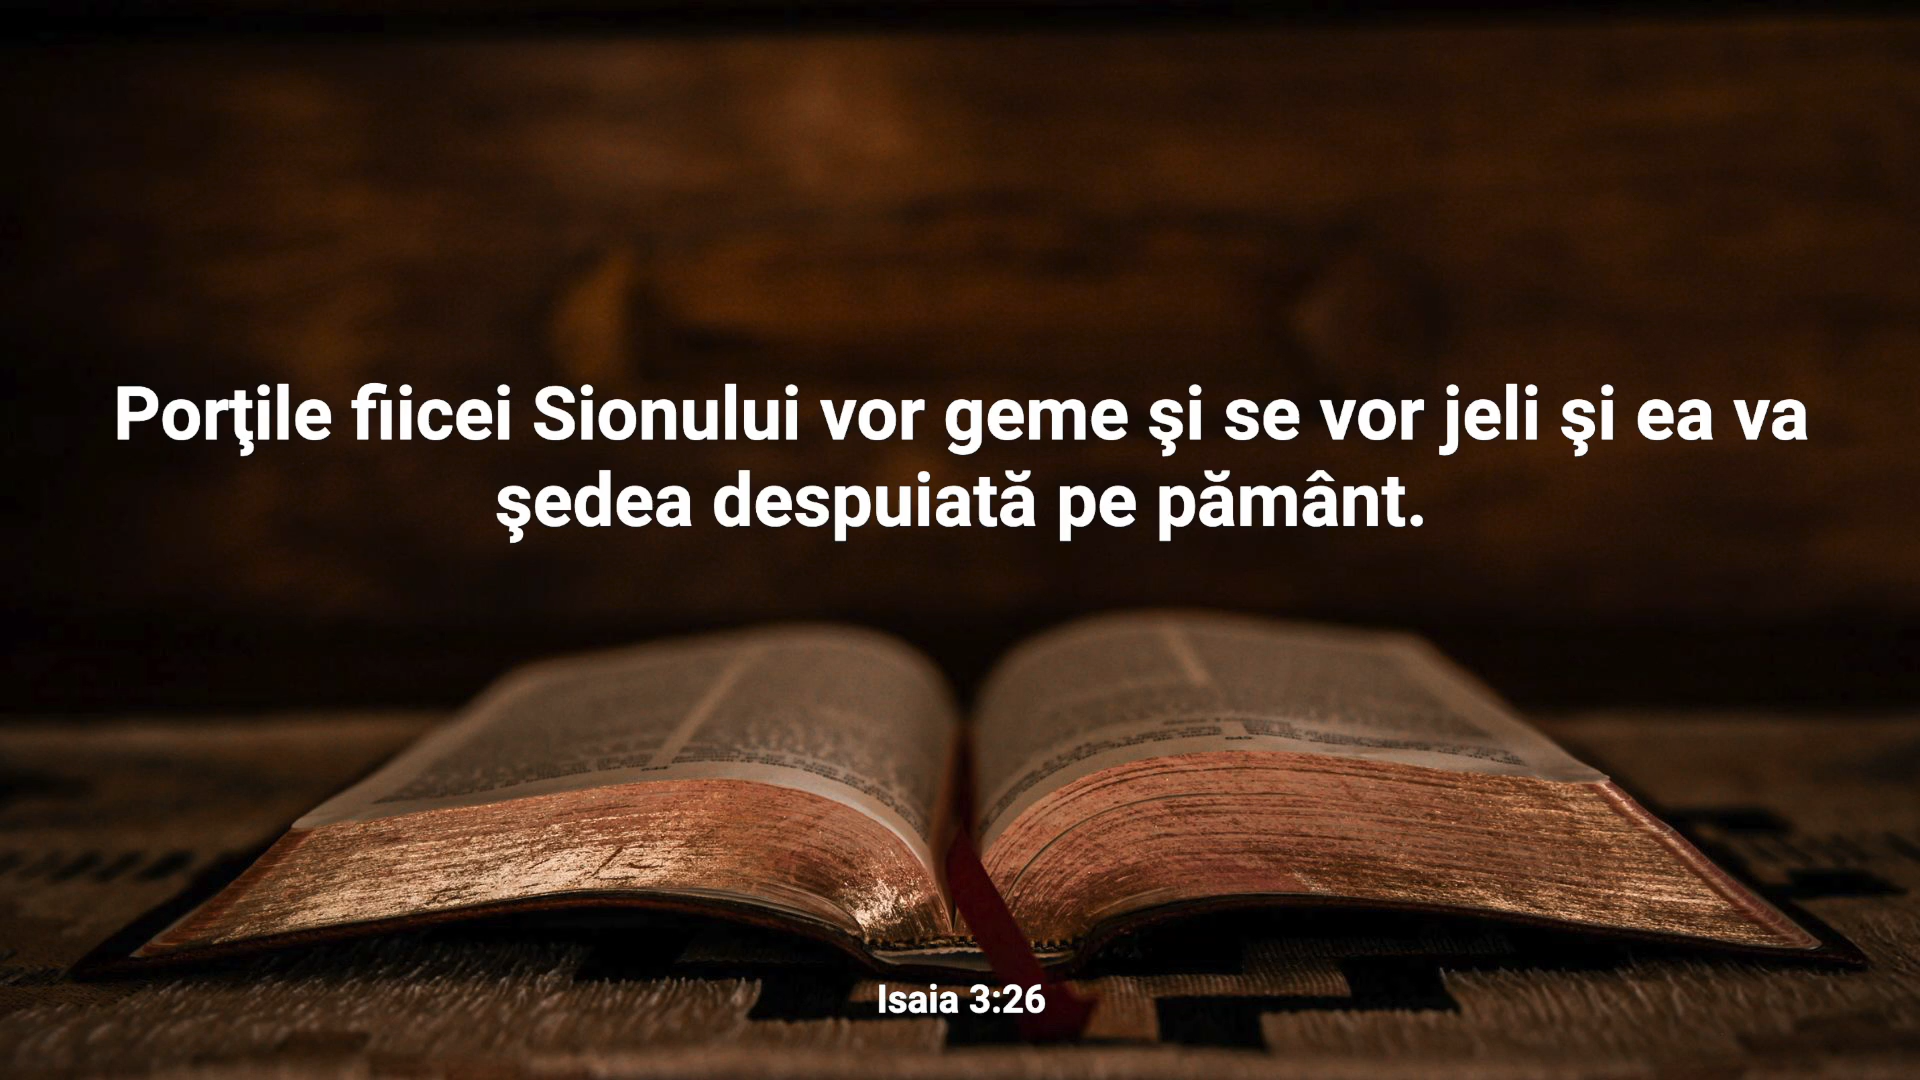 Porţile fiicei Sionului vor geme şi se vor jeli şi ea va
şedea despuiată pe pământ.
Isaia 3:26